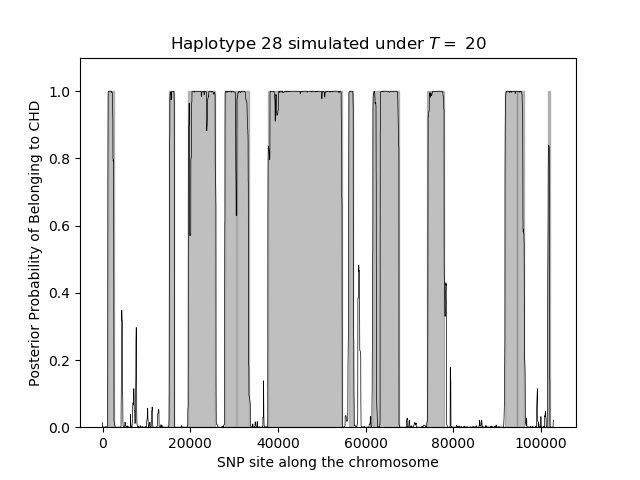 Haplotype 28 simulated under T = 20
Posterior Probability of Belonging to CHD
1.0
0.8
0.6
0.4
0.2
0.0
0 20000 40000 60000 80000 100000
SNP site along the chromosome